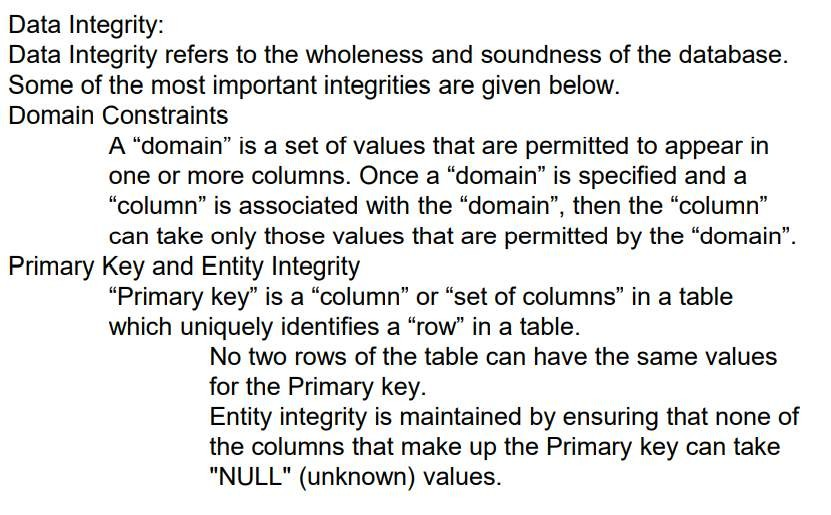 Data Integrity:
Data Integrity refers to the wholeness and soundness of the database.
Some of the most important integrities are given below.
Domain Constraints
A “domain” is a set of values that are permitted to appear in
one or more columns. Once a “domain” is specified and a
“column” is associated with the “domain”, then the “column”
can take only those values that are permitted by the “domain”.
Primary Key and Entity Integrity
“Primary key” is a “column” or “set of columns” in a table
which uniquely identifies a “row” in a table.
No two rows of the table can have the same values
for the Primary key.
Entity integrity is maintained by ensuring that none of
the columns that make up the Primary key can take
"NULL" (unknown) values.